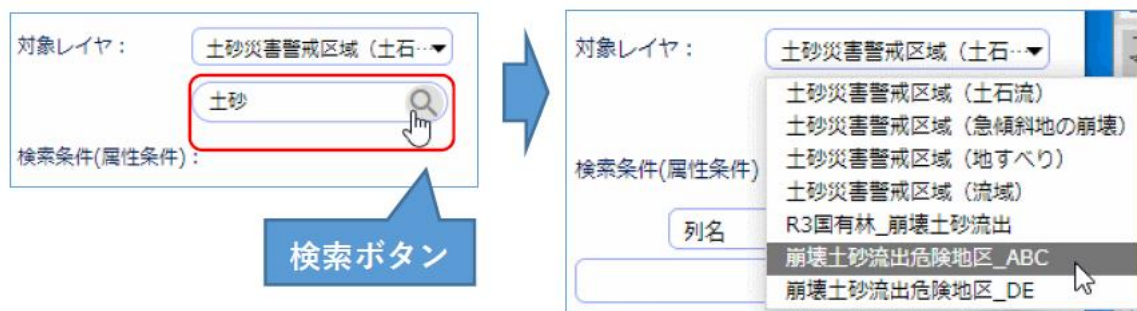 対象レイヤ：
土砂災害警戒区域（土石…
土砂
検索条件(属性条件)：
検索ボタン
対象レイヤ：
土砂災害警戒区域（土石…
土砂災害警戒区域（土石流）
土砂災害警戒区域（急傾斜地の崩壊）
土砂災害警戒区域（地すべり）
土砂災害警戒区域（流域）
R3国有林_崩壊土砂流出
崩壊土砂流出危険地区_ABC
崩壊土砂流出危険地区_DE
検索条件(属性条件)
列名